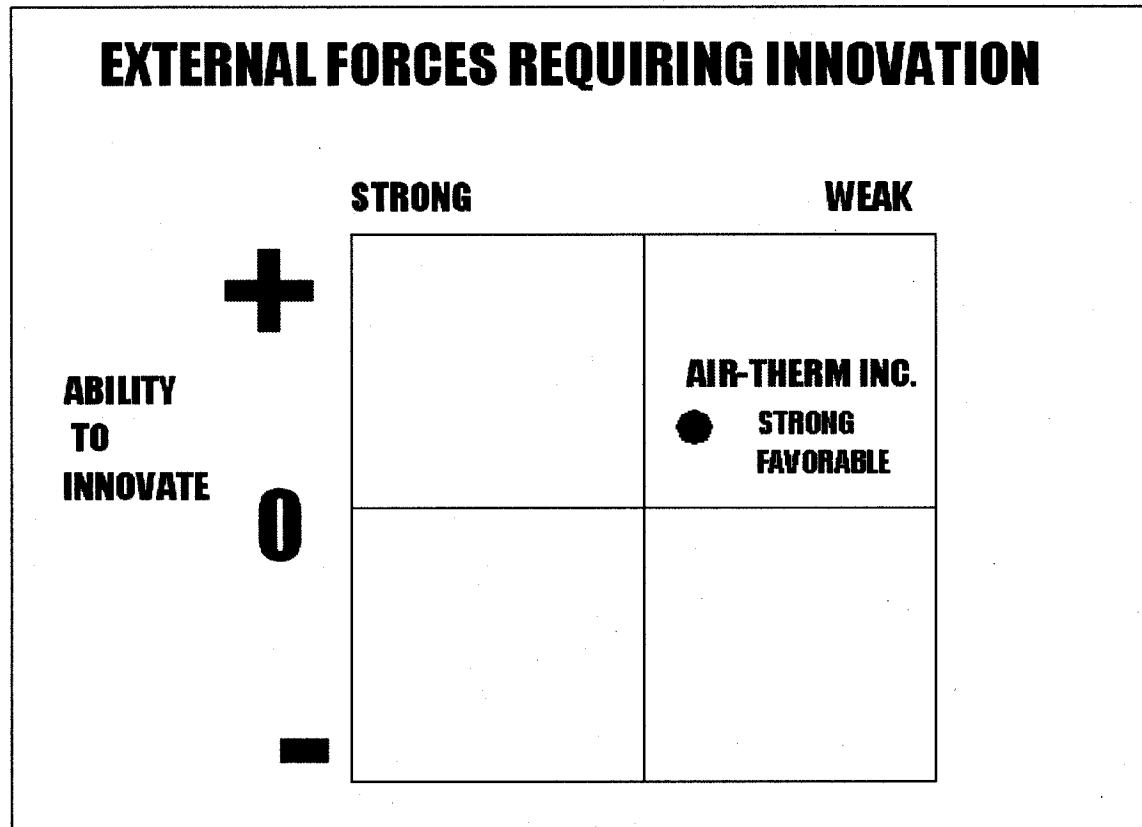 EXTERNAL FORCES REQUIRING INNOVATION
STRONG WEAK
+
ABILITY
TO
INNOVATE
0
-
AIR-THERM INC.
STRONG
FAVORABLE